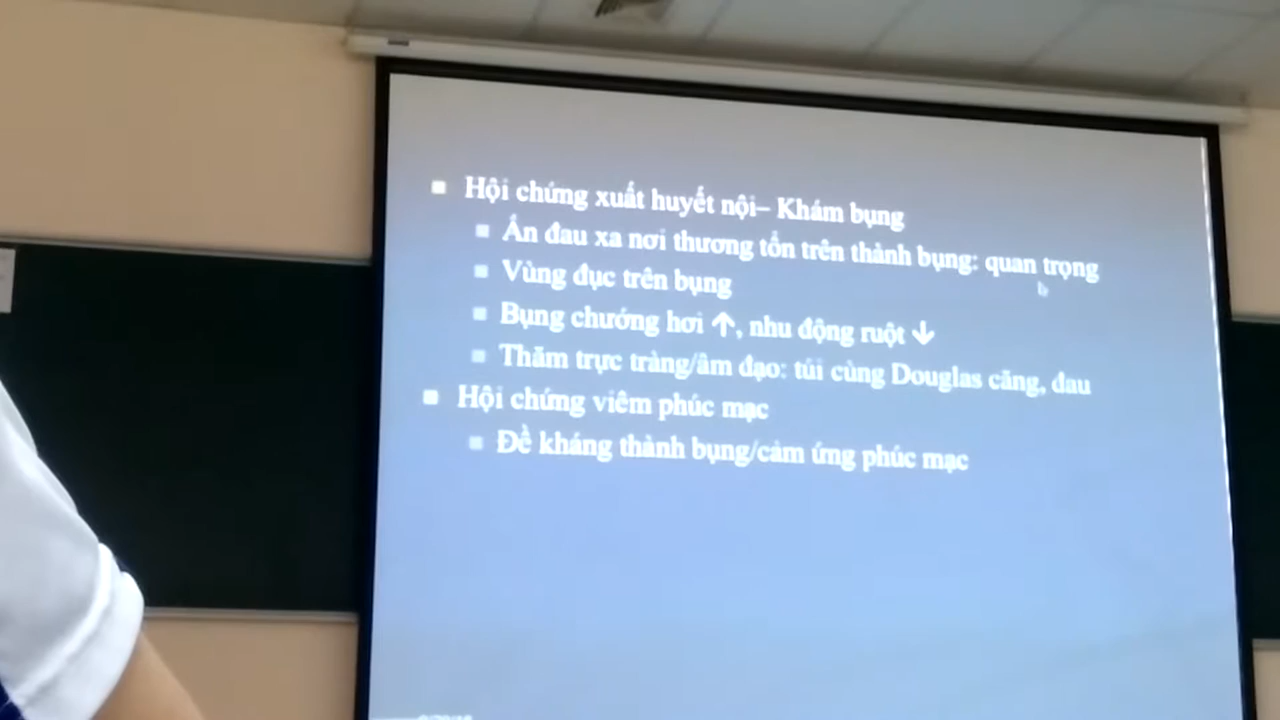 Hội chứng xuất huyết nội– Khám bụng
Ấn đau xa nơi thương tổn trên thành bụng: quan trọng
Vùng đục trên bụng
Bụng chướng hơi ↑, nhu động ruột ↓
Thăm trực tràng/âm đạo: túi cùng Douglas căng, đau
Hội chứng viêm phúc mạc
Đề kháng thành bụng/cảm ứng phúc mạc